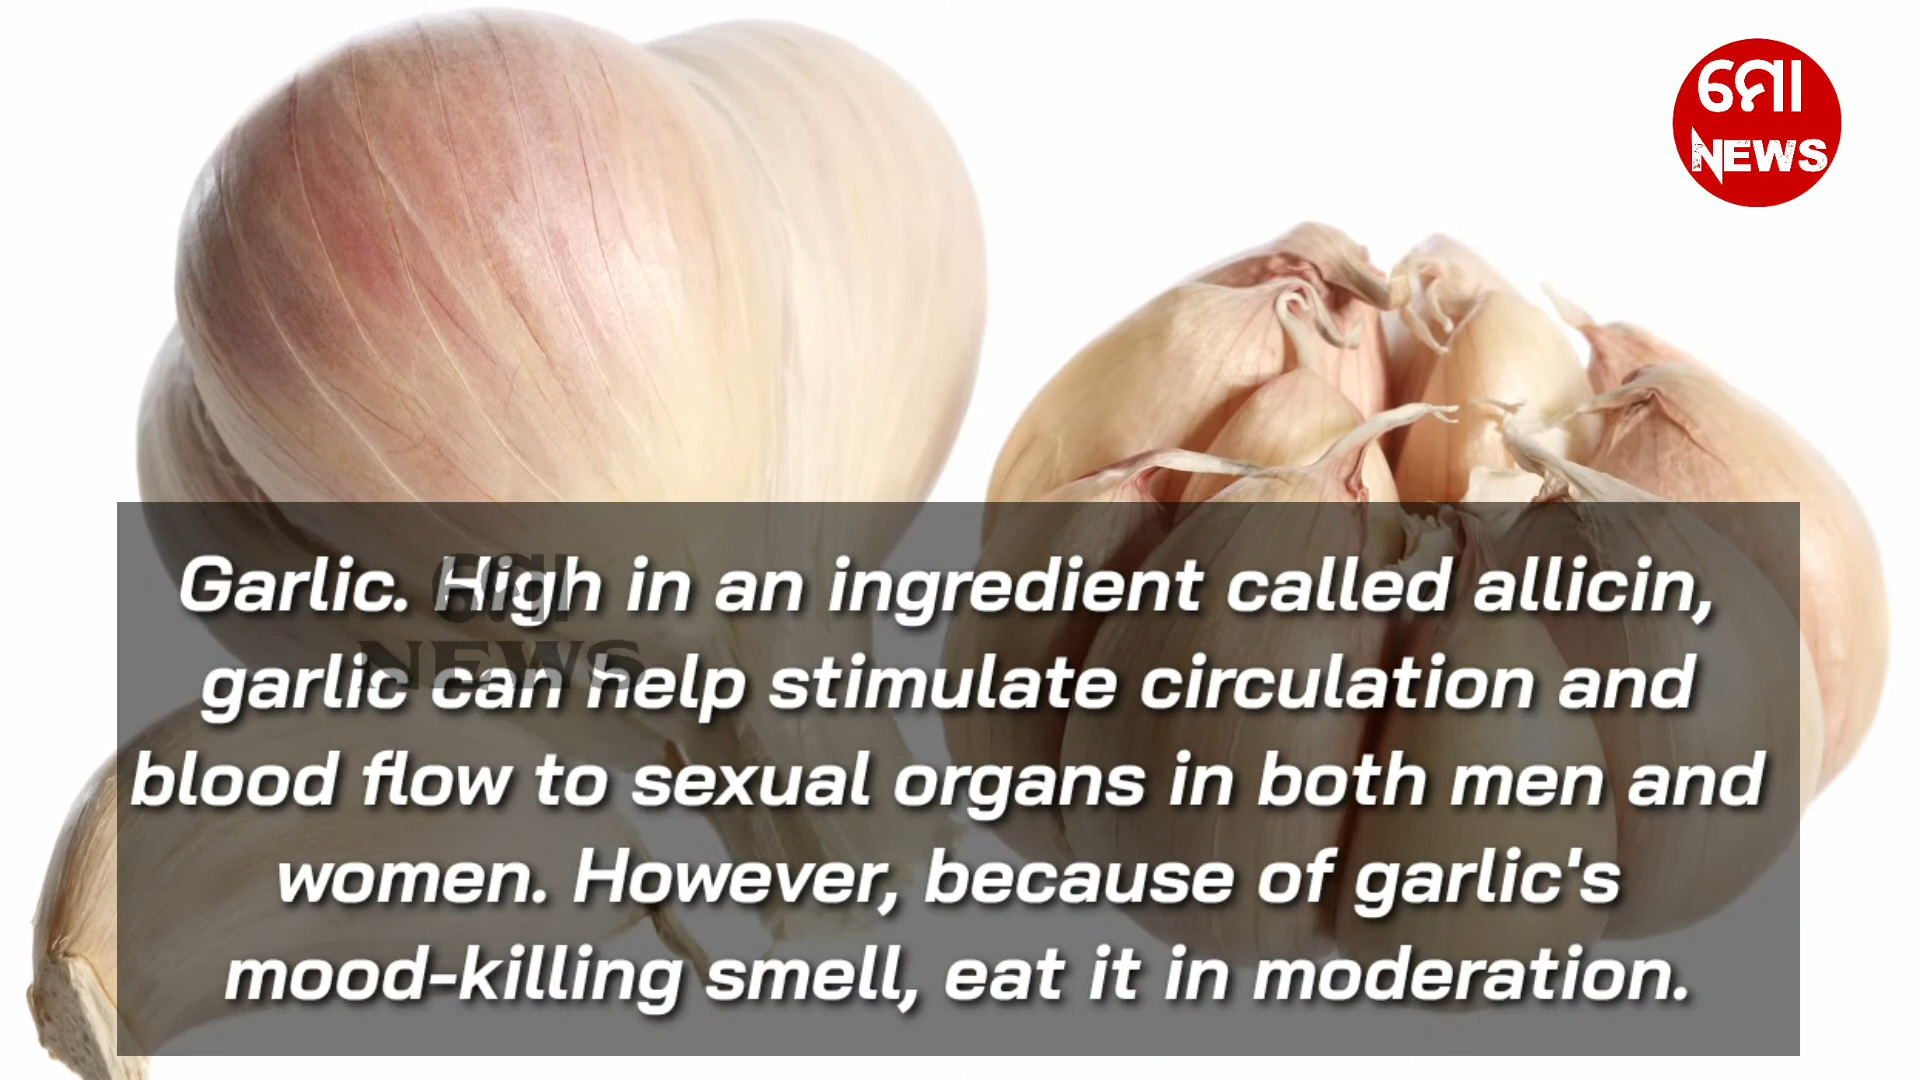 ମୋ
NEWS
Garlic. High in an ingredient called allicin,
garlic can help stimulate circulation and
blood flow to sexual organs in both men and
women. However, because of garlic's
mood-killing smell, eat it in moderation.
ମୋ
NEWS